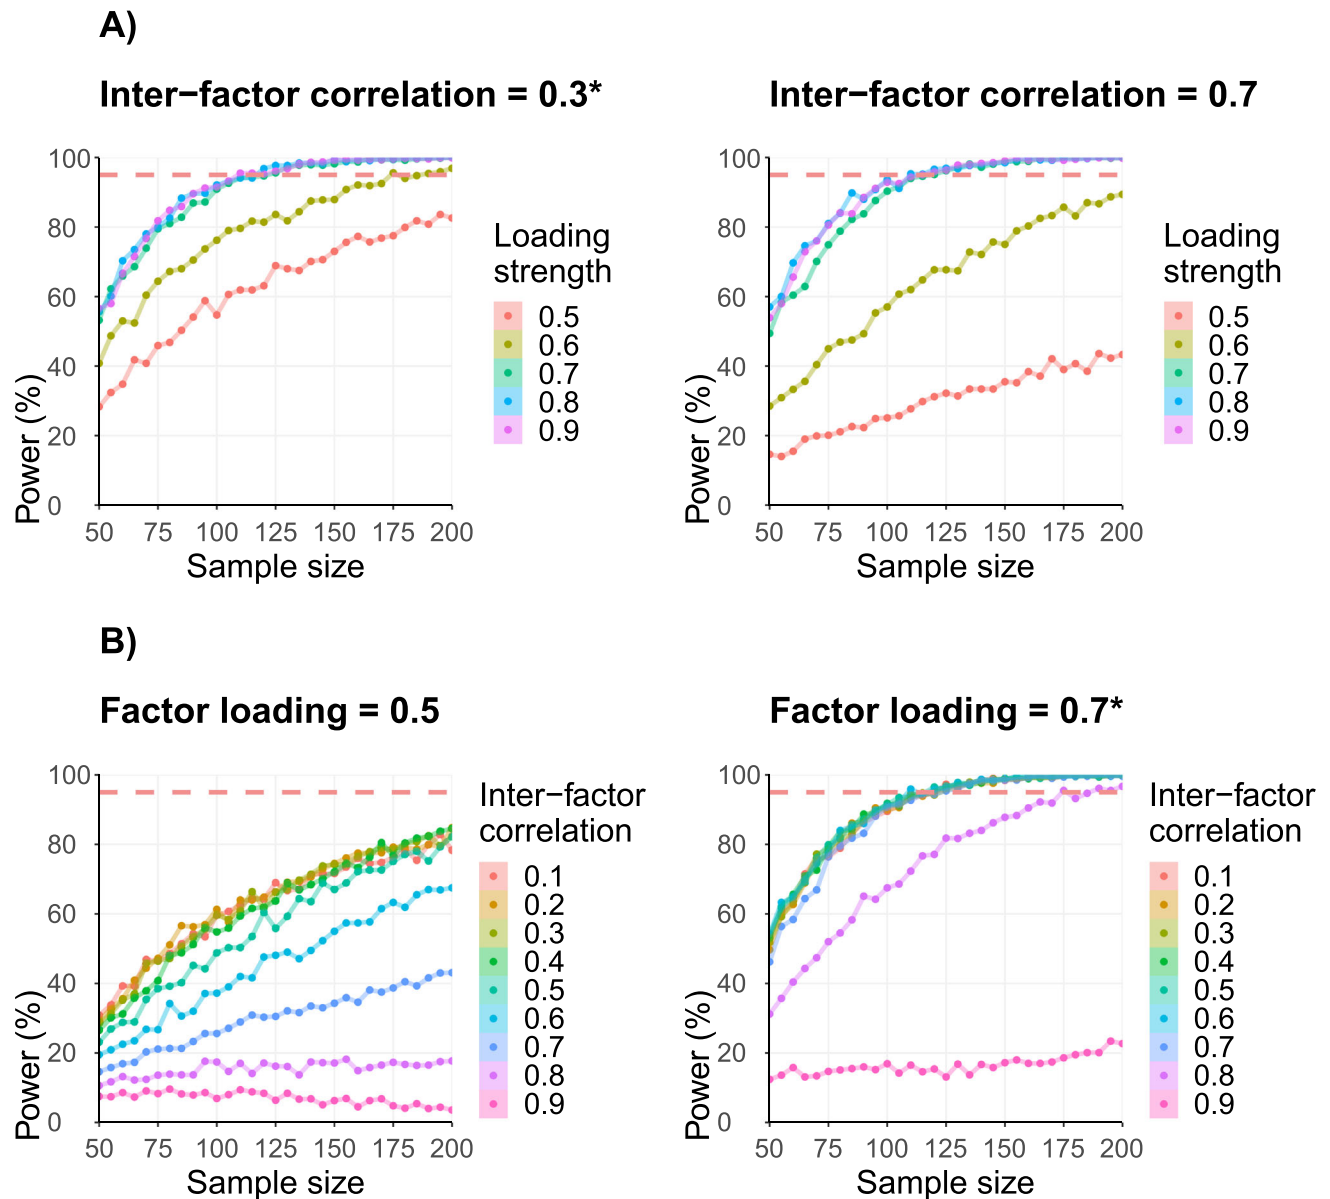 A)
Inter−factor correlation = 0.3*
Power (%)
100
80
60
40
20
0
50 75 100 125 150 175 200
Sample size
Loading
strength
0.5
0.6
0.7
0.8
0.9
Inter−factor correlation = 0.7
Power (%)
100
80
60
40
20
0
50 75 100 125 150 175 200
Sample size
Loading
strength
0.5
0.6
0.7
0.8
0.9
B)
Factor loading = 0.5
Power (%)
100
80
60
40
20
0
50 75 100 125 150 175 200
Sample size
Inter−factor
correlation
0.1
0.2
0.3
0.4
0.5
0.6
0.7
0.8
0.9
Factor loading = 0.7*
Power (%)
100
80
60
40
20
0
50 75 100 125 150 175 200
Sample size
Inter−factor
correlation
0.1
0.2
0.3
0.4
0.5
0.6
0.7
0.8
0.9